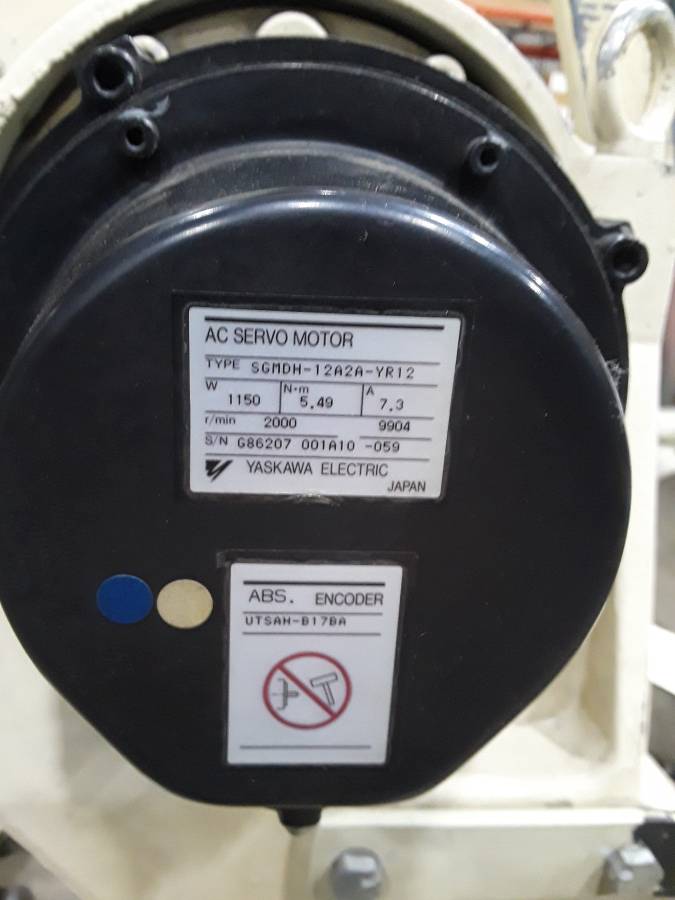 AC SERVO MOTOR
TYPE SGMDH-12A2A-YR12
W 1150 N·m 5.49 A 7.3
r/min 2000 9904
S/N G86207 001A10 -059
YASKAWA ELECTRIC
JAPAN
ABS. ENCODER
UTSAH-B17BA